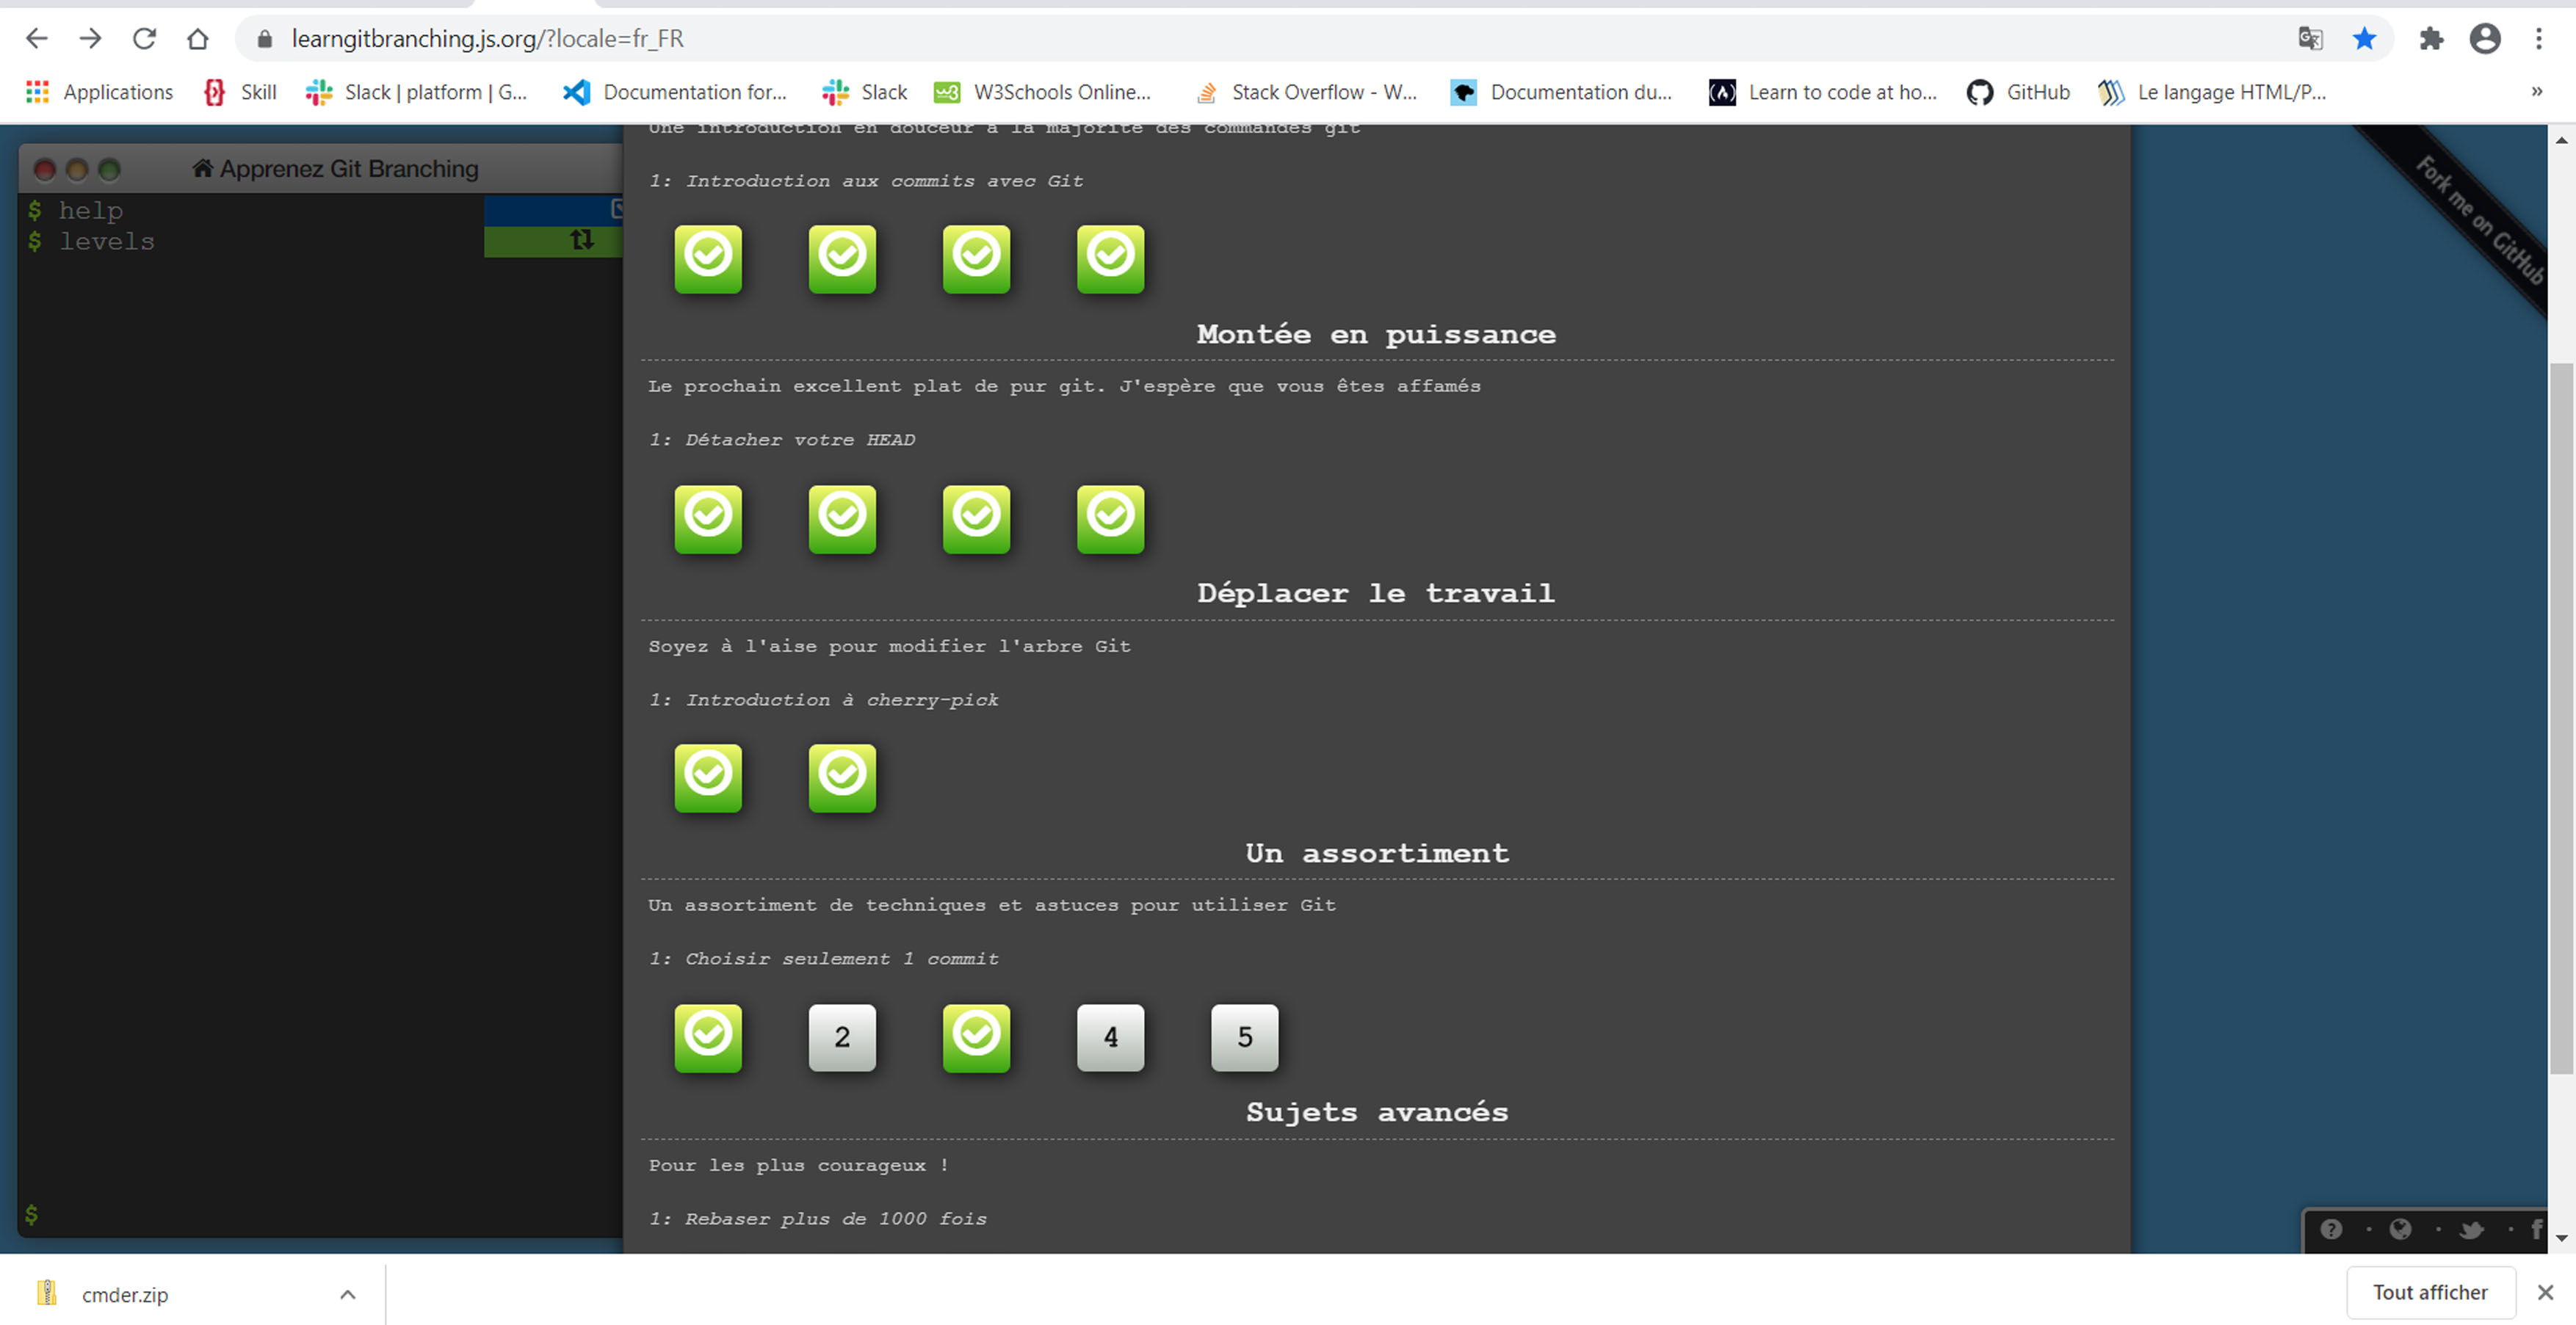 learngitbranching.js.org/?locale=fr_FR
Applications
Skill
Slack | platform | G...
Documentation for...
Slack
W3Schools Online...
Stack Overflow - W...
Documentation du...
Learn to code at ho...
GitHub
Le langage HTML/P...
»
Apprenez Git Branching
$ help
$ levels
$
Une introduction en douceur à la majorité des commandes git
1: Introduction aux commits avec Git
Montée en puissance
Le prochain excellent plat de pur git. J'espère que vous êtes affamés
1: Détacher votre HEAD
Déplacer le travail
Soyez à l'aise pour modifier l'arbre Git
1: Introduction à cherry-pick
Un assortiment
Un assortiment de techniques et astuces pour utiliser Git
1: Choisir seulement 1 commit
2 4 5
Sujets avancés
Pour les plus courageux !
1: Rebaser plus de 1000 fois
Fork me on GitHub
cmder.zip
Tout afficher